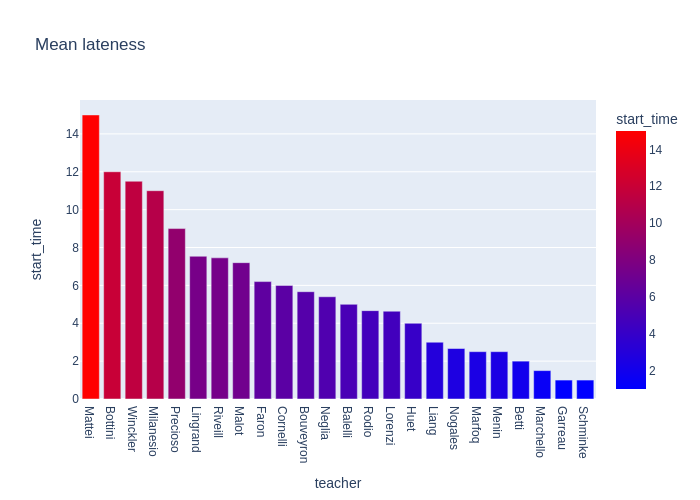 Mean lateness
start_time
14
12
10
8
6
4
2
0
start_time
14
12
10
8
6
4
2
Mattei
Bottini
Winckler
Milanesio
Precioso
Lingrand
Riveill
Malot
Faron
Cornelli
Bouveyron
Neglia
Balelli
Rodio
Lorenzi
Huet
Liang
Nogales
Marfoq
Menin
Betti
Marchello
Garreau
Schminke
teacher